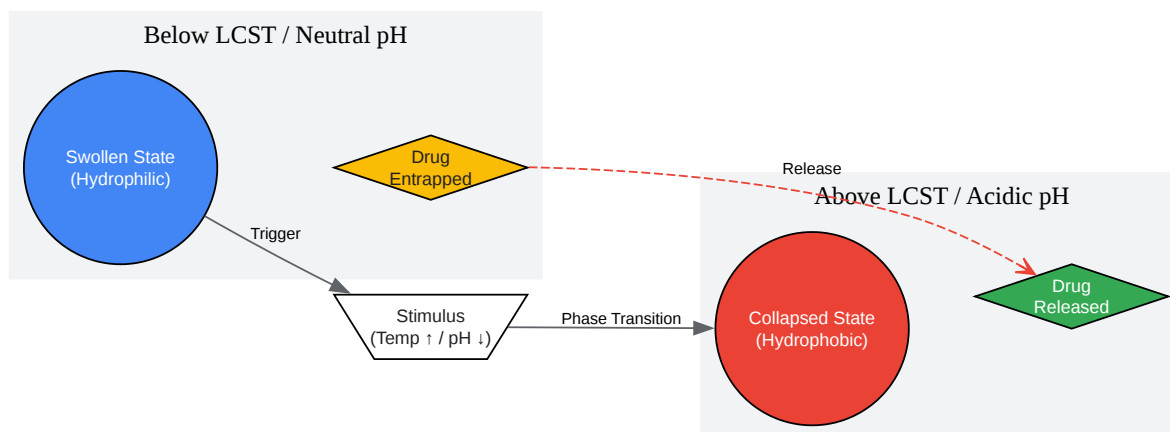 Below LCST / Neutral pH
Swollen State
(Hydrophilic)
Drug
Entrapped
Trigger
Stimulus
(Temp ↑ / pH ↓)
Phase Transition
Release
Above LCST / Acidic pH
Collapsed State
(Hydrophobic)
Drug
Released